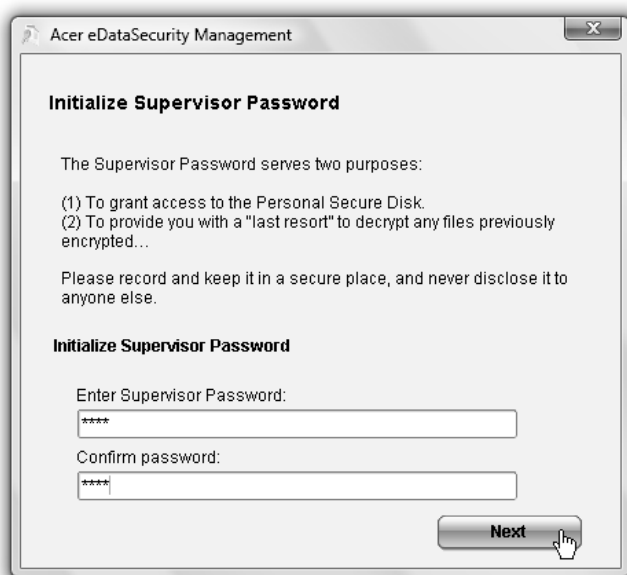 Acer eDataSecurity Management
Initialize Supervisor Password
The Supervisor Password serves two purposes:
(1) To grant access to the Personal Secure Disk.
(2) To provide you with a "last resort" to decrypt any files previously
encrypted...
Please record and keep it in a secure place, and never disclose it to
anyone else.
Initialize Supervisor Password
Enter Supervisor Password:
****
Confirm password:
****
Next